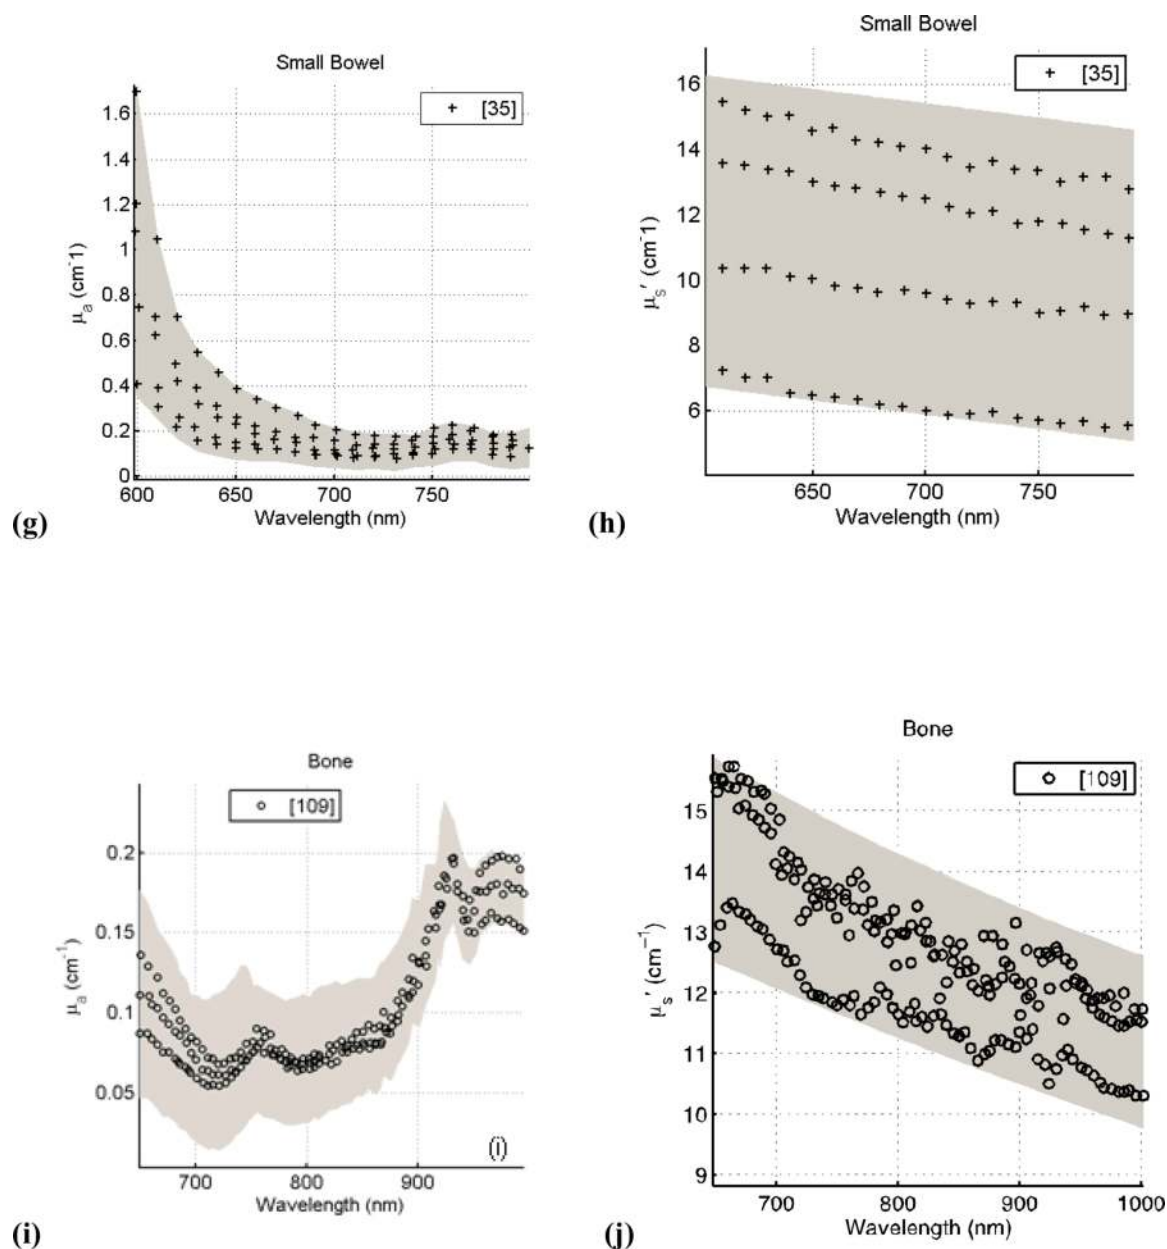 Small Bowel
[35]
1.6
1.4
1.2
1
0.8
0.6
0.4
0.2
0
μa (cm-1)
600 650 700 750
Wavelength (nm)
(g)
Small Bowel
[35]
16
14
12
10
8
6
μs′ (cm-1)
650 700 750
Wavelength (nm)
(h)
Bone
[109]
0.2
0.15
0.1
0.05
μa (cm-1)
(i)
700 800 900
Wavelength (nm)
(i)
Bone
[109]
15
14
13
12
11
10
9
μs′ (cm−1)
700 800 900 1000
Wavelength (nm)
(j)